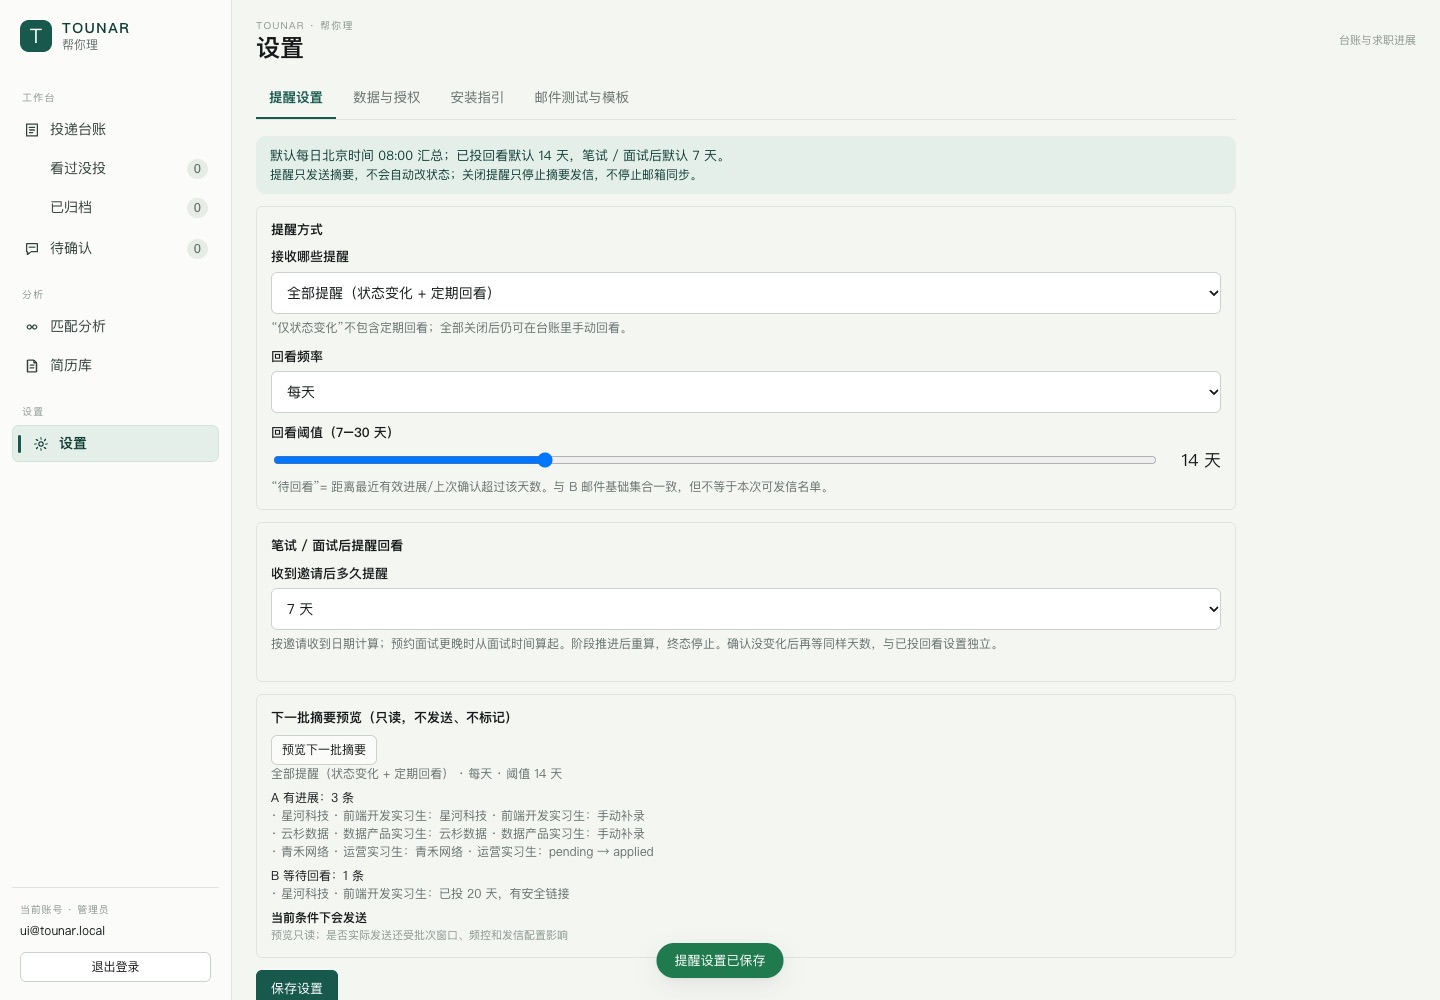 T
TOUNAR
帮你理
工作台
投递台账
看过没投 0
已归档 0
待确认 0
分析
匹配分析
简历库
设置
设置
当前账号 · 管理员
ui@tounar.local
退出登录
TOUNAR · 帮你理
设置
台账与求职进展
提醒设置 数据与授权 安装指引 邮件测试与模板
默认每日北京时间 08:00 汇总；已投回看默认 14 天，笔试 / 面试后默认 7 天。
提醒只发送摘要，不会自动改状态；关闭提醒只停止摘要发信，不停止邮箱同步。
提醒方式
接收哪些提醒
全部提醒（状态变化 + 定期回看）
“仅状态变化”不包含定期回看；全部关闭后仍可在台账里手动回看。
回看频率
每天
回看阈值（7—30 天）
14 天
“待回看”= 距离最近有效进展/上次确认超过该天数。与 B 邮件基础集合一致，但不等于本次可发信名单。
笔试 / 面试后提醒回看
收到邀请后多久提醒
7 天
按邀请收到日期计算；预约面试更晚时从面试时间算起。阶段推进后重算，终态停止。确认没变化后再等同样天数，与已投回看设置独立。
下一批摘要预览（只读，不发送、不标记）
预览下一批摘要
全部提醒（状态变化 + 定期回看） · 每天 · 阈值 14 天
A 有进展：3 条
· 星河科技 · 前端开发实习生：星河科技 · 前端开发实习生：手动补录
· 云杉数据 · 数据产品实习生：云杉数据 · 数据产品实习生：手动补录
· 青禾网络 · 运营实习生：青禾网络 · 运营实习生：pending → applied
B 等待回看：1 条
· 星河科技 · 前端开发实习生：已投 20 天，有安全链接
当前条件下会发送
预览只读；是否实际发送还受批次窗口、频控和发信配置影响
提醒设置已保存
保存设置